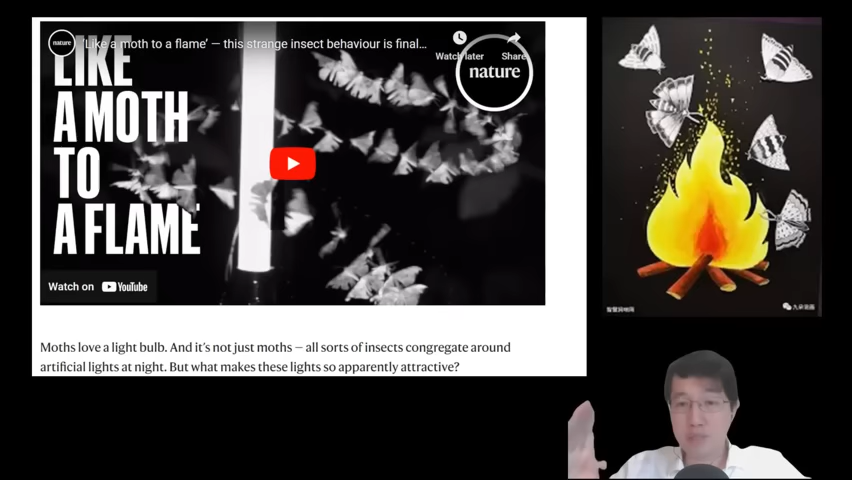 nature
'Like a moth to a flame' — this strange insect behaviour is final...
Watch later
Share
nature
LIKE
A MOTH
TO
A FLAME
Watch on YouTube
Moths love a light bulb. And it's not just moths — all sorts of insects congregate around
artificial lights at night. But what makes these lights so apparently attractive?